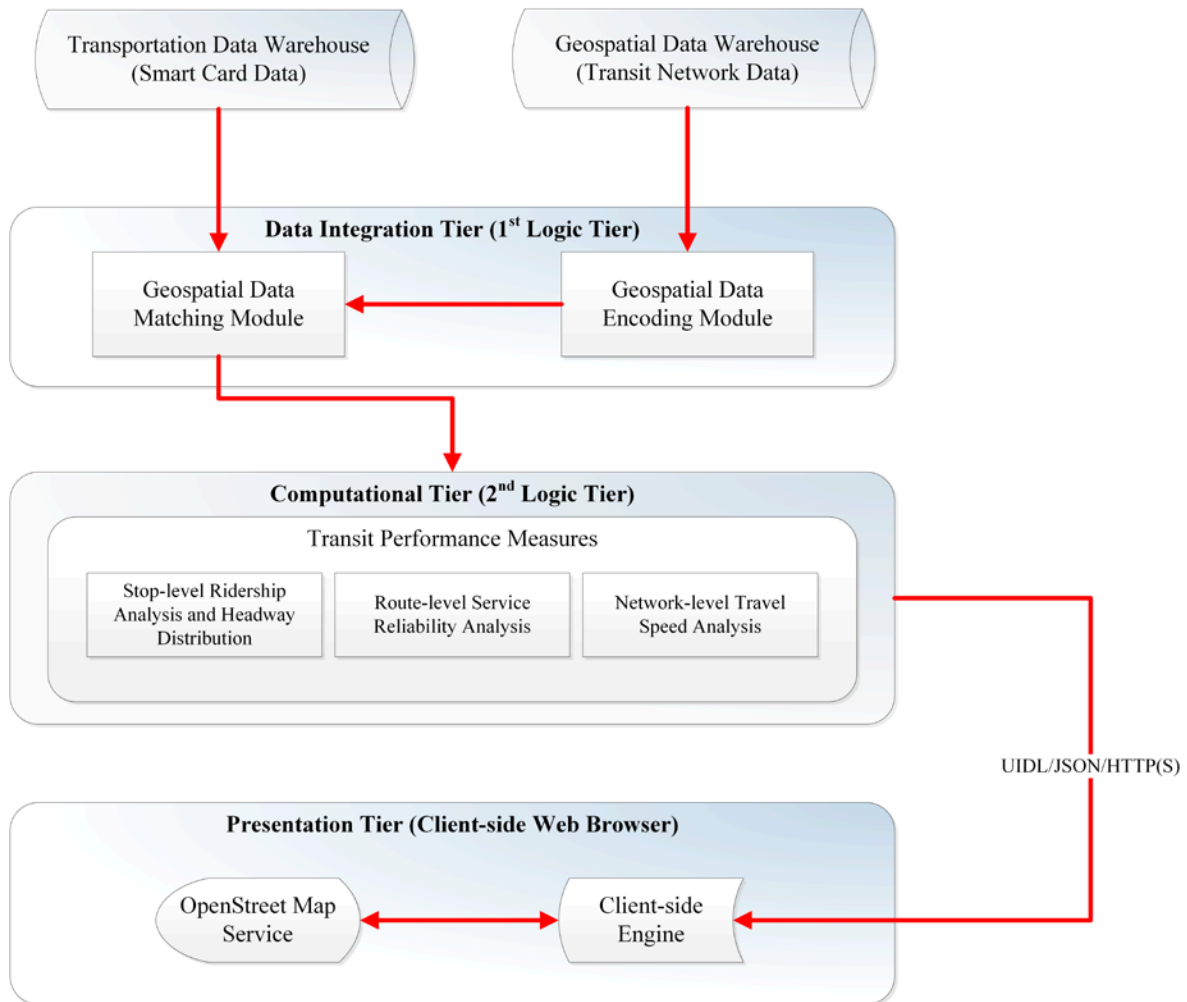 Transportation Data Warehouse
(Smart Card Data)
Geospatial Data Warehouse
(Transit Network Data)
Data Integration Tier (1st Logic Tier)
Geospatial Data
Matching Module
Geospatial Data
Encoding Module
Computational Tier (2nd Logic Tier)
Transit Performance Measures
Stop-level Ridership
Analysis and Headway
Distribution
Route-level Service
Reliability Analysis
Network-level Travel
Speed Analysis
UIDL/JSON/HTTP(S)
Presentation Tier (Client-side Web Browser)
OpenStreet Map
Service
Client-side
Engine